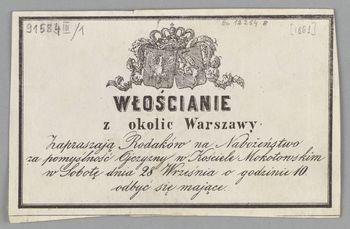 91584 III/1
[1861]
WŁOŚCIANIE
z okolic Warszawy
Zapraszają Rodaków na Nabożeństwo
za pomyślność Ojczyzny w Kościele Mokotowskim
w Sobotę dnia 28 Września o godzinie 10.
odbyć się mające.